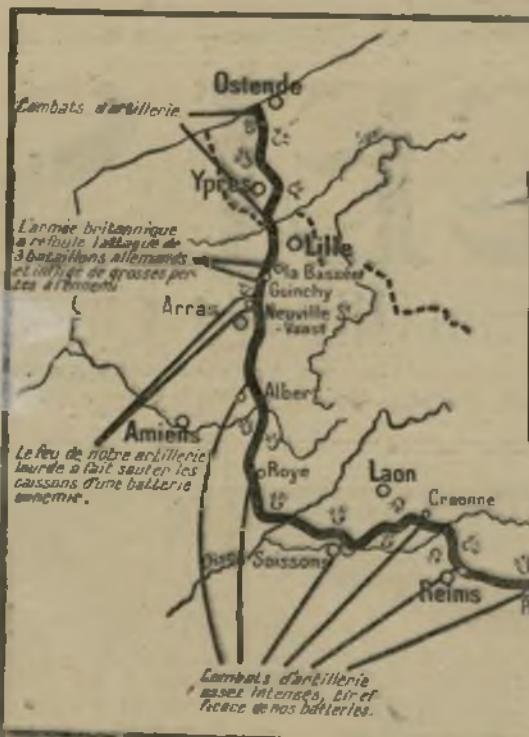 Ostende
Combats d'artillerie
Ypres
L'armée britannique
a refoulé l'attaque de
3 bataillons allemands
et infligé de grosses per-
tes à l'ennemi
Lille
la Bassée
Guinchy
Arras
Neuville St
-Vaast
Albert
Amiens
Le feu de notre artillerie
lourde a fait sauter les
caissons d'une batterie
ennemie.
Roye
Laon
Craonne
Soissons
Reims
Combats d'artillerie
assez intenses, tir ef-
ficace de nos batteries.